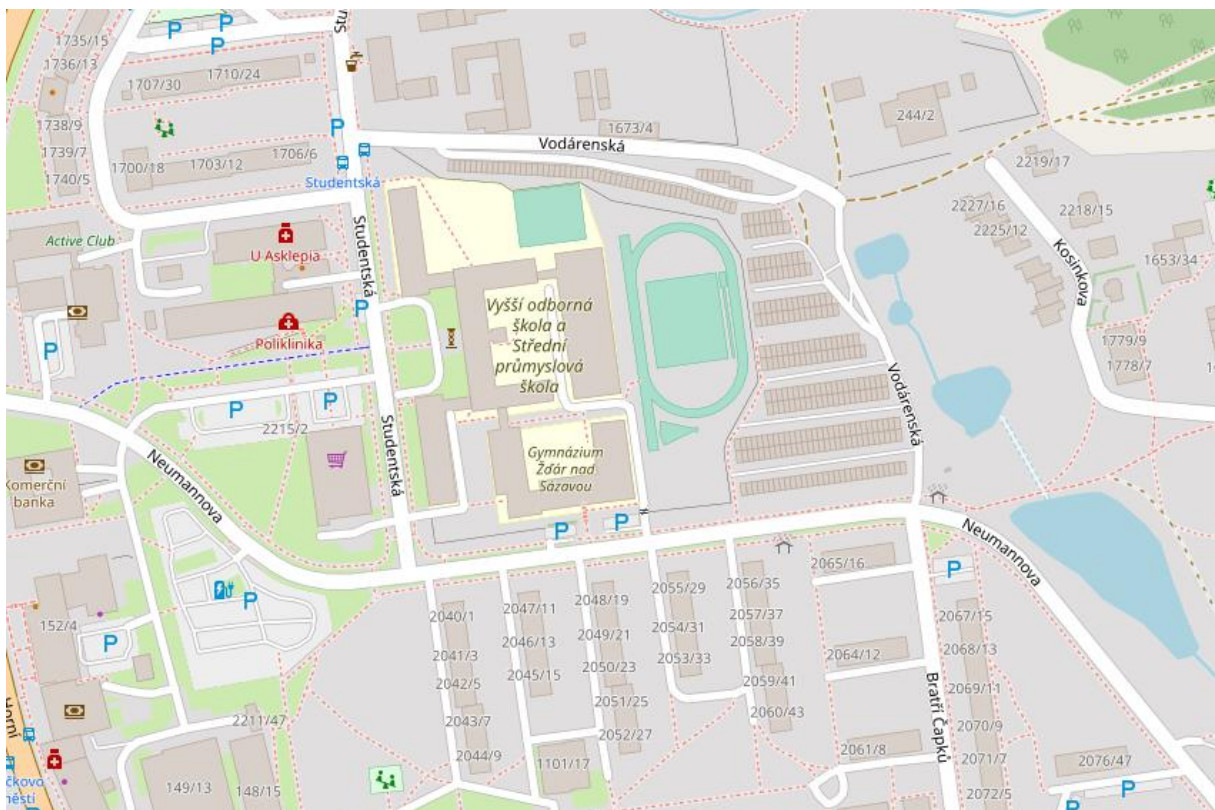 1735/15
1736/13
P
P
1707/30
1710/24
Stu
1738/9
1739/7
1740/5
1700/18
1703/12
1706/6
P
Studentská
1673/4
Vodárenská
244/2
2219/17
2227/16
2225/12
2218/15
1653/34
Kosinkova
1779/9
1778/7
Active Club
U Asklepia
Studentská
P
Poliklinika
P
Vyšší odborná
škola a
Střední
průmyslová
škola
P
P
2215/2
Studentská
Gymnázium
Žďár nad
Sázavou
Vodárenská
Komerční
banka
Neumannova
P
P
Neumannova
P
152/4
P
P
2040/1
2041/3
2042/5
2043/7
2044/9
2047/11
2046/13
2045/15
2048/19
2049/21
2050/23
2051/25
2052/27
1101/17
2055/29
2054/31
2053/33
2056/35
2057/37
2058/39
2059/41
2060/43
2065/16
2064/12
2061/8
Bratří Čapků
2067/15
2068/13
2069/11
2070/9
2071/7
2072/5
2076/47
P
P
P
Horní
čkovo
městí
P
2211/47
149/13
148/15